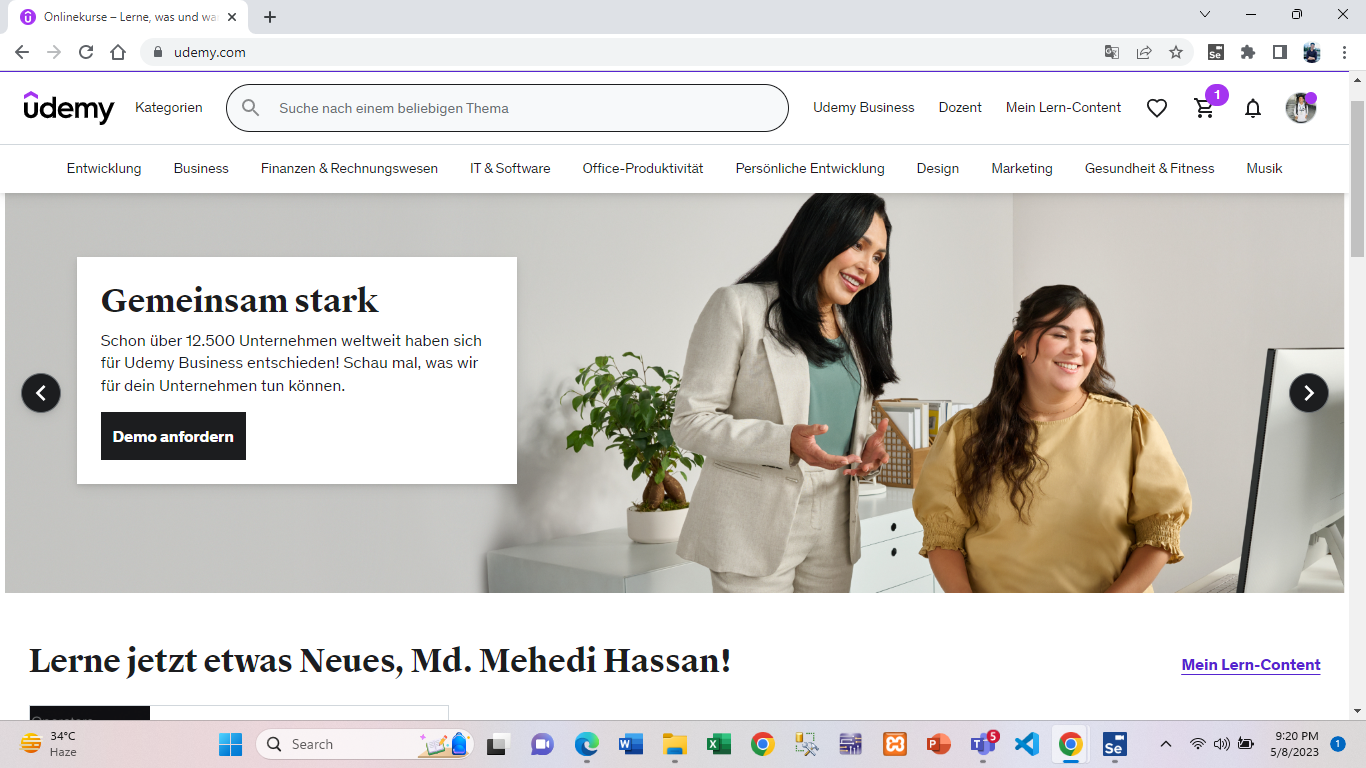 Onlinekurse – Lerne, was und wa
udemy.com
Se
udemy
Kategorien
Suche nach einem beliebigen Thema
Udemy Business
Dozent
Mein Lern-Content
1
Entwicklung
Business
Finanzen & Rechnungswesen
IT & Software
Office-Produktivität
Persönliche Entwicklung
Design
Marketing
Gesundheit & Fitness
Musik
Gemeinsam stark
Schon über 12.500 Unternehmen weltweit haben sich
für Udemy Business entschieden! Schau mal, was wir
für dein Unternehmen tun können.
Demo anfordern
Lerne jetzt etwas Neues, Md. Mehedi Hassan!
Mein Lern-Content
34°C
Haze
Search
5
Se
9:20 PM
5/8/2023
1